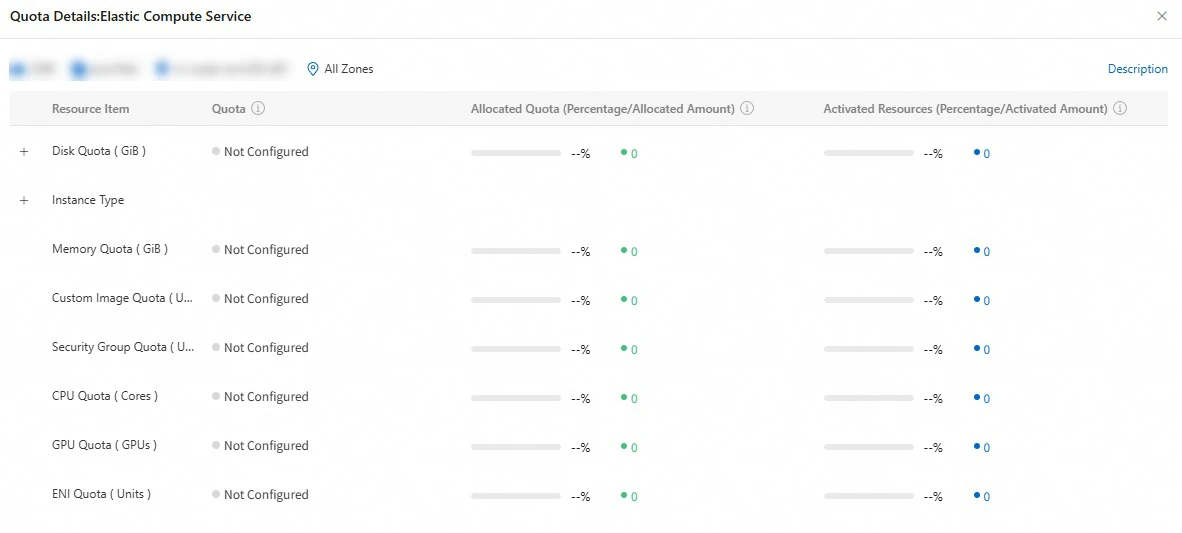 Quota Details:Elastic Compute Service
All Zones Description
Resource Item Quota Allocated Quota (Percentage/Allocated Amount) Activated Resources (Percentage/Activated Amount)
+ Disk Quota ( GiB ) Not Configured --% 0 --% 0
+ Instance Type
Memory Quota ( GiB ) Not Configured --% 0 --% 0
Custom Image Quota ( U... Not Configured --% 0 --% 0
Security Group Quota ( U... Not Configured --% 0 --% 0
CPU Quota ( Cores ) Not Configured --% 0 --% 0
GPU Quota ( GPUs ) Not Configured --% 0 --% 0
ENI Quota ( Units ) Not Configured --% 0 --% 0